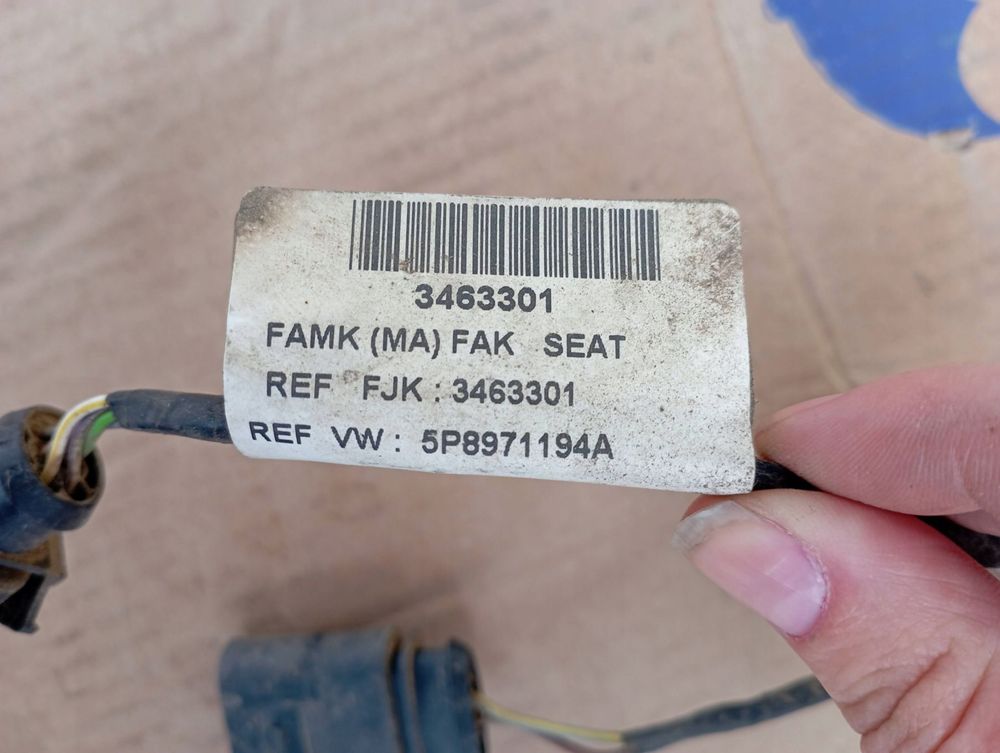 3463301
FAMK (MA) FAK SEAT
REF FJK : 3463301
REF VW : 5P8971194A